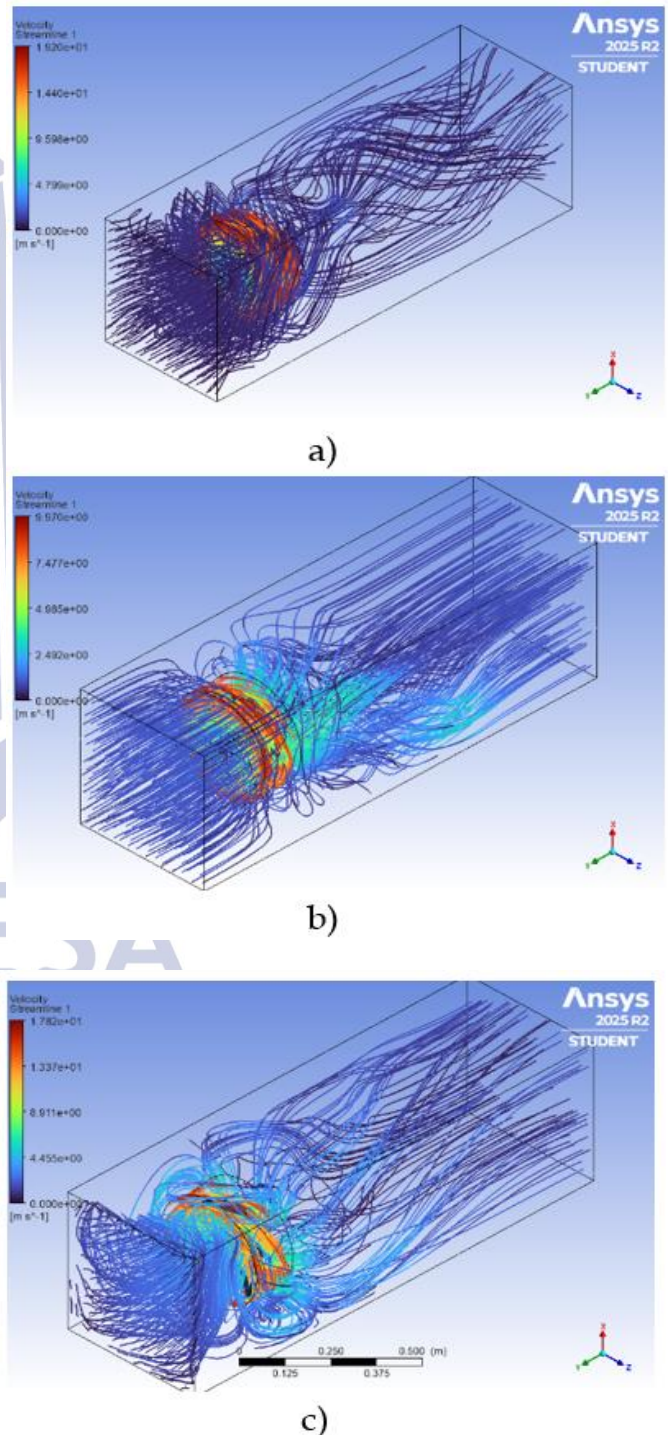 Velocity
Streamline 1
1.920e+01
1.440e+01
9.598e+00
4.799e+00
0.000e+00
[m s^-1]
Ansys
2025 R2
STUDENT
X
Y
Z
a)
Velocity
Streamline 1
9.970e+00
7.477e+00
4.985e+00
2.492e+00
0.000e+00
[m s^-1]
Ansys
2025 R2
STUDENT
X
Y
Z
b)
ESA
Velocity
Streamline 1
1.782e+01
1.337e+01
8.911e+00
4.455e+00
0.000e+00
[m s^-1]
Ansys
2025 R2
STUDENT
0 0.250 0.500 (m)
0.125 0.375
X
Y
Z
c)